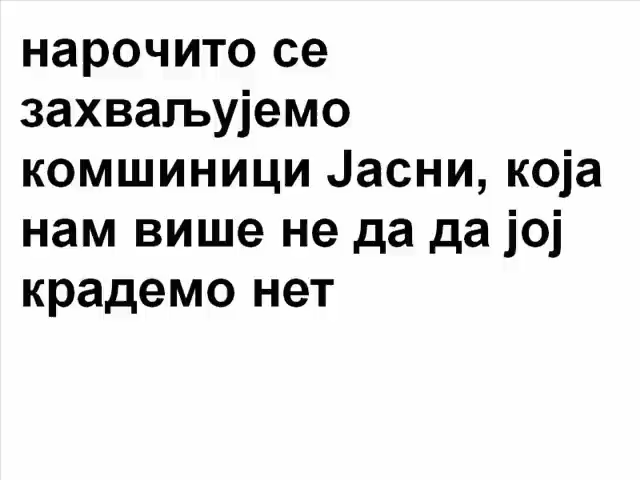 нарочито се
захваљујемо
комшиници Јасни, која
нам више не да да јој
крадемо нет